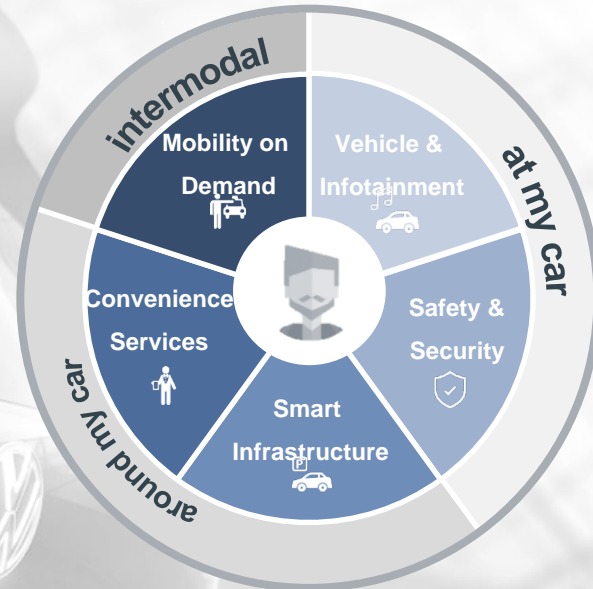 intermodal
at my car
around my car
Mobility on
Demand
Vehicle &
Infotainment
Safety &
Security
Smart
Infrastructure
P
Convenience
Services